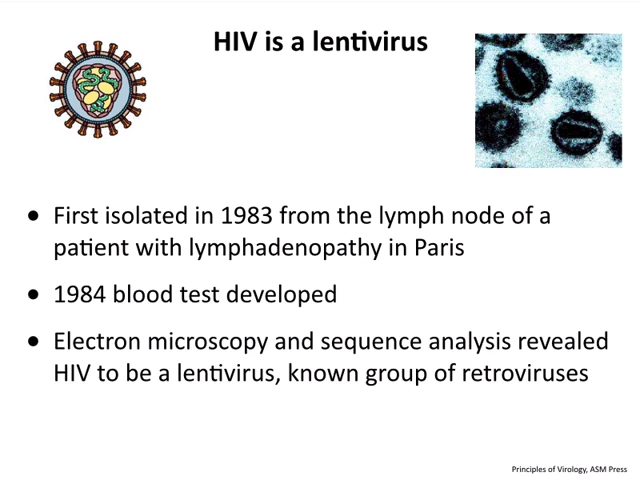 HIV is a lentivirus
• First isolated in 1983 from the lymph node of a
patient with lymphadenopathy in Paris
• 1984 blood test developed
• Electron microscopy and sequence analysis revealed
HIV to be a lentivirus, known group of retroviruses
Principles of Virology, ASM Press